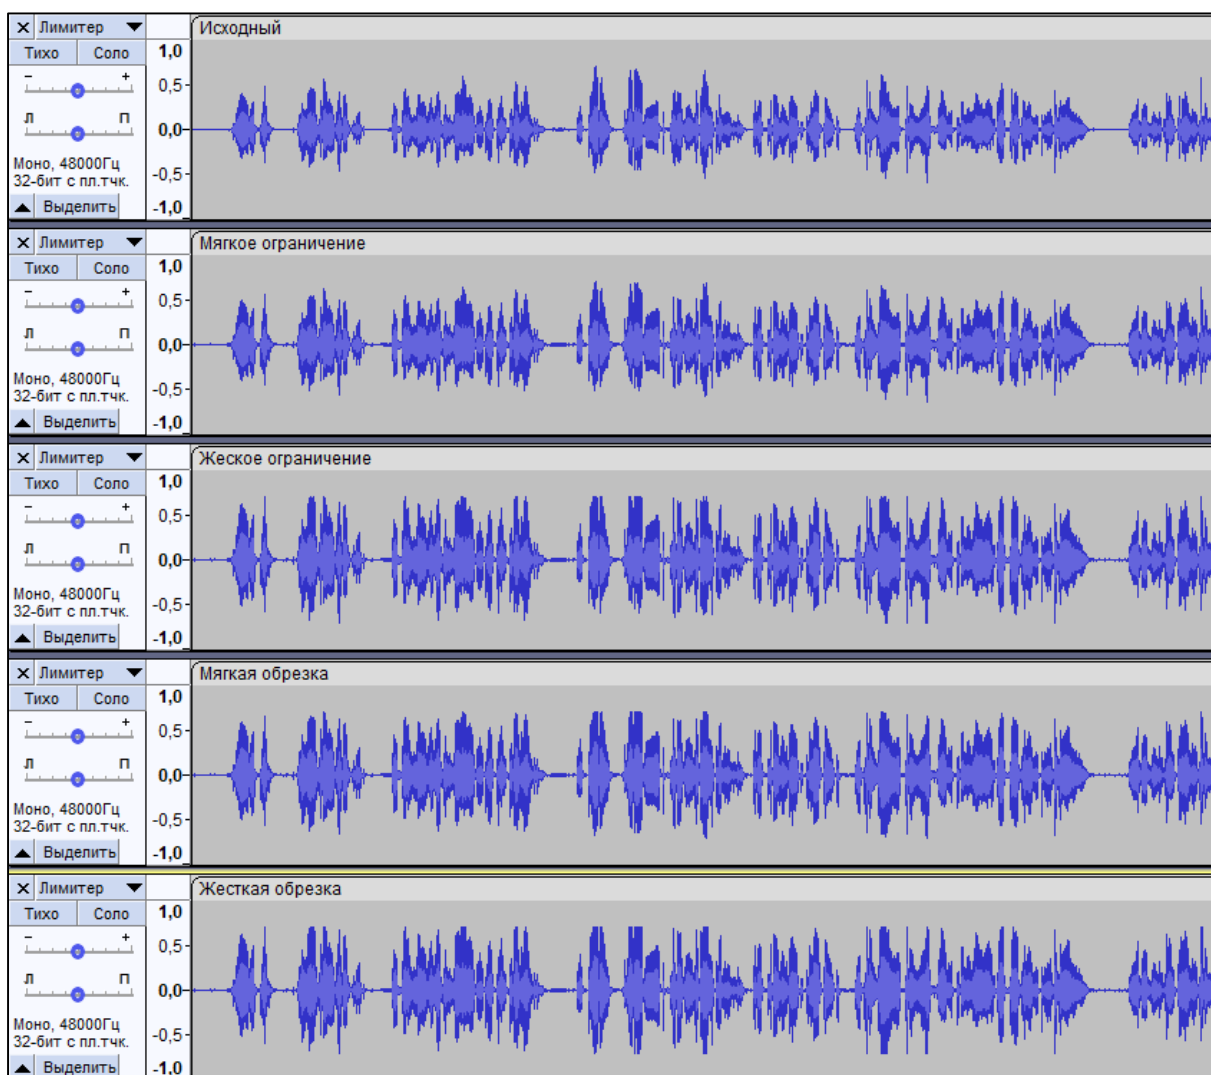 Лимитер
Исходный
Тихо Соло
- +
Л П
Моно, 48000Гц
32-бит с пл.тчк.
Выделить
1,0
0,5
0,0
-0,5
-1,0
Лимитер
Мягкое ограничение
Тихо Соло
- +
Л П
Моно, 48000Гц
32-бит с пл.тчк.
Выделить
1,0
0,5
0,0
-0,5
-1,0
Лимитер
Жеское ограничение
Тихо Соло
- +
Л П
Моно, 48000Гц
32-бит с пл.тчк.
Выделить
1,0
0,5
0,0
-0,5
-1,0
Лимитер
Мягкая обрезка
Тихо Соло
- +
Л П
Моно, 48000Гц
32-бит с пл.тчк.
Выделить
1,0
0,5
0,0
-0,5
-1,0
Лимитер
Жесткая обрезка
Тихо Соло
- +
Л П
Моно, 48000Гц
32-бит с пл.тчк.
Выделить
1,0
0,5
0,0
-0,5
-1,0